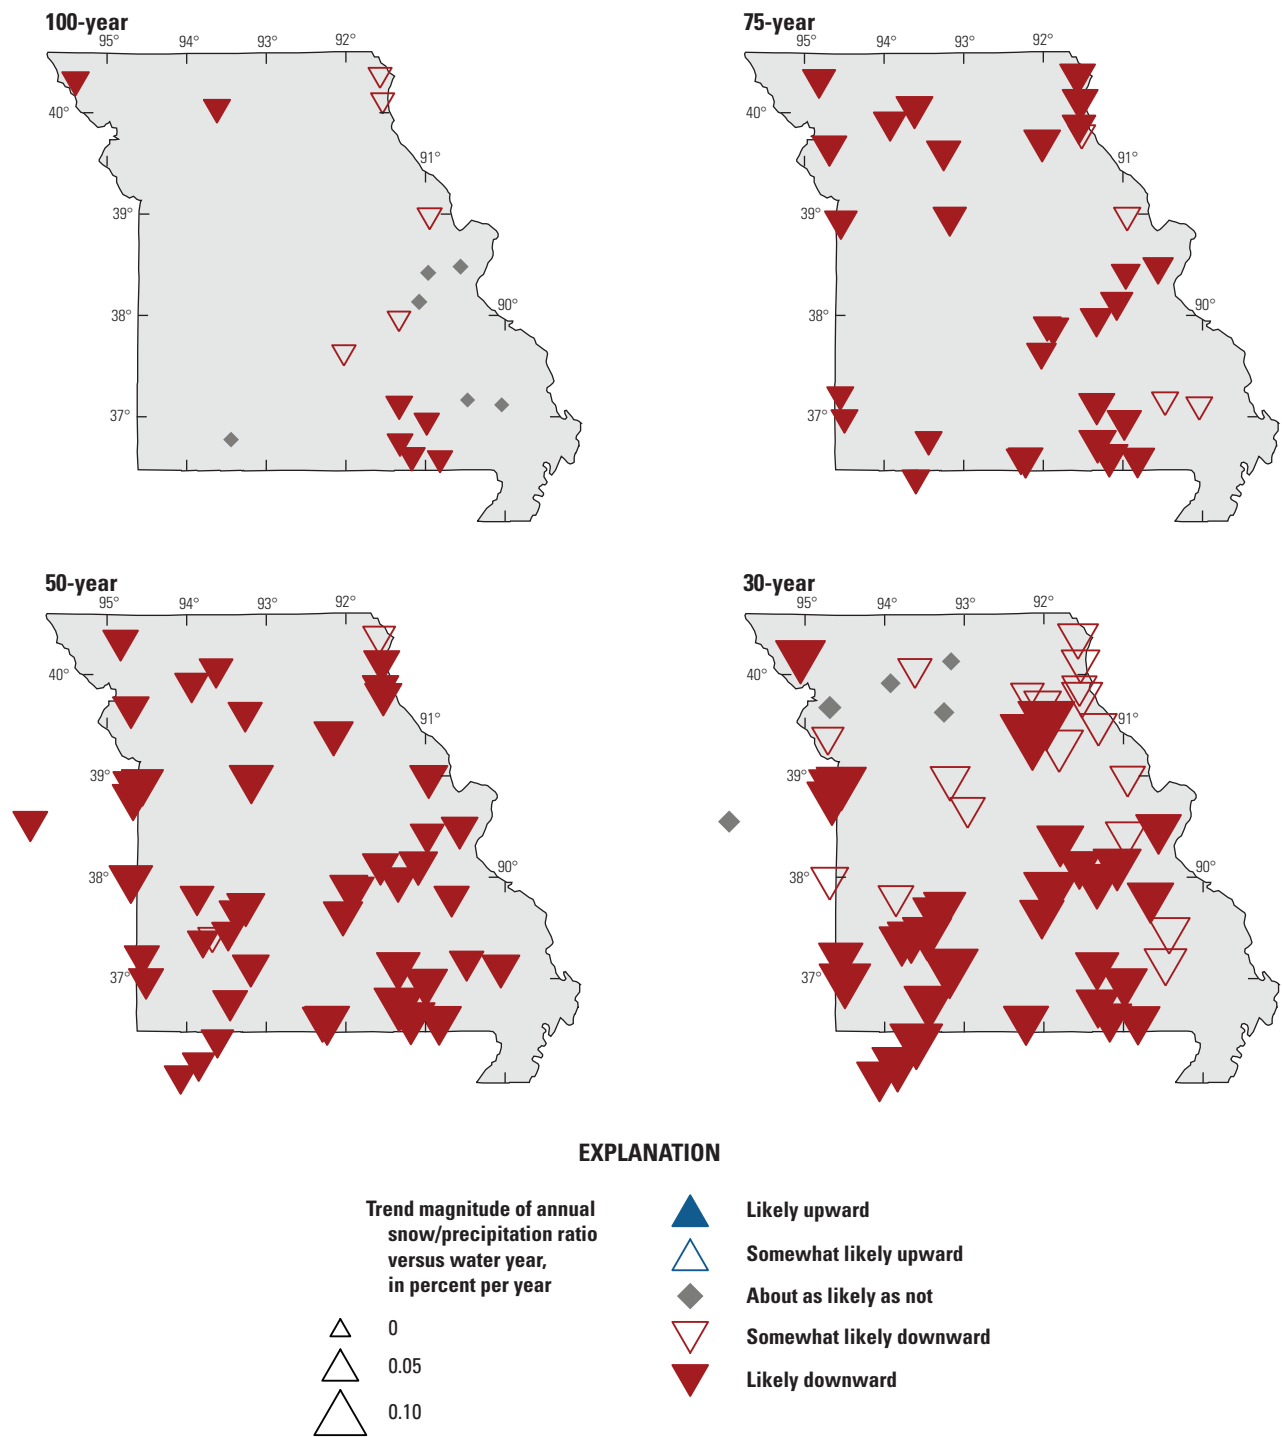 100-year
95° 94° 93° 92°
40°
91°
39°
38°
90°
37°
75-year
95° 94° 93° 92°
40°
91°
39°
38°
90°
37°
50-year
95° 94° 93° 92°
40°
91°
39°
38°
90°
37°
30-year
95° 94° 93° 92°
40°
91°
39°
38°
90°
37°
EXPLANATION
Trend magnitude of annual
snow/precipitation ratio
versus water year,
in percent per year
0
0.05
0.10
Likely upward
Somewhat likely upward
About as likely as not
Somewhat likely downward
Likely downward